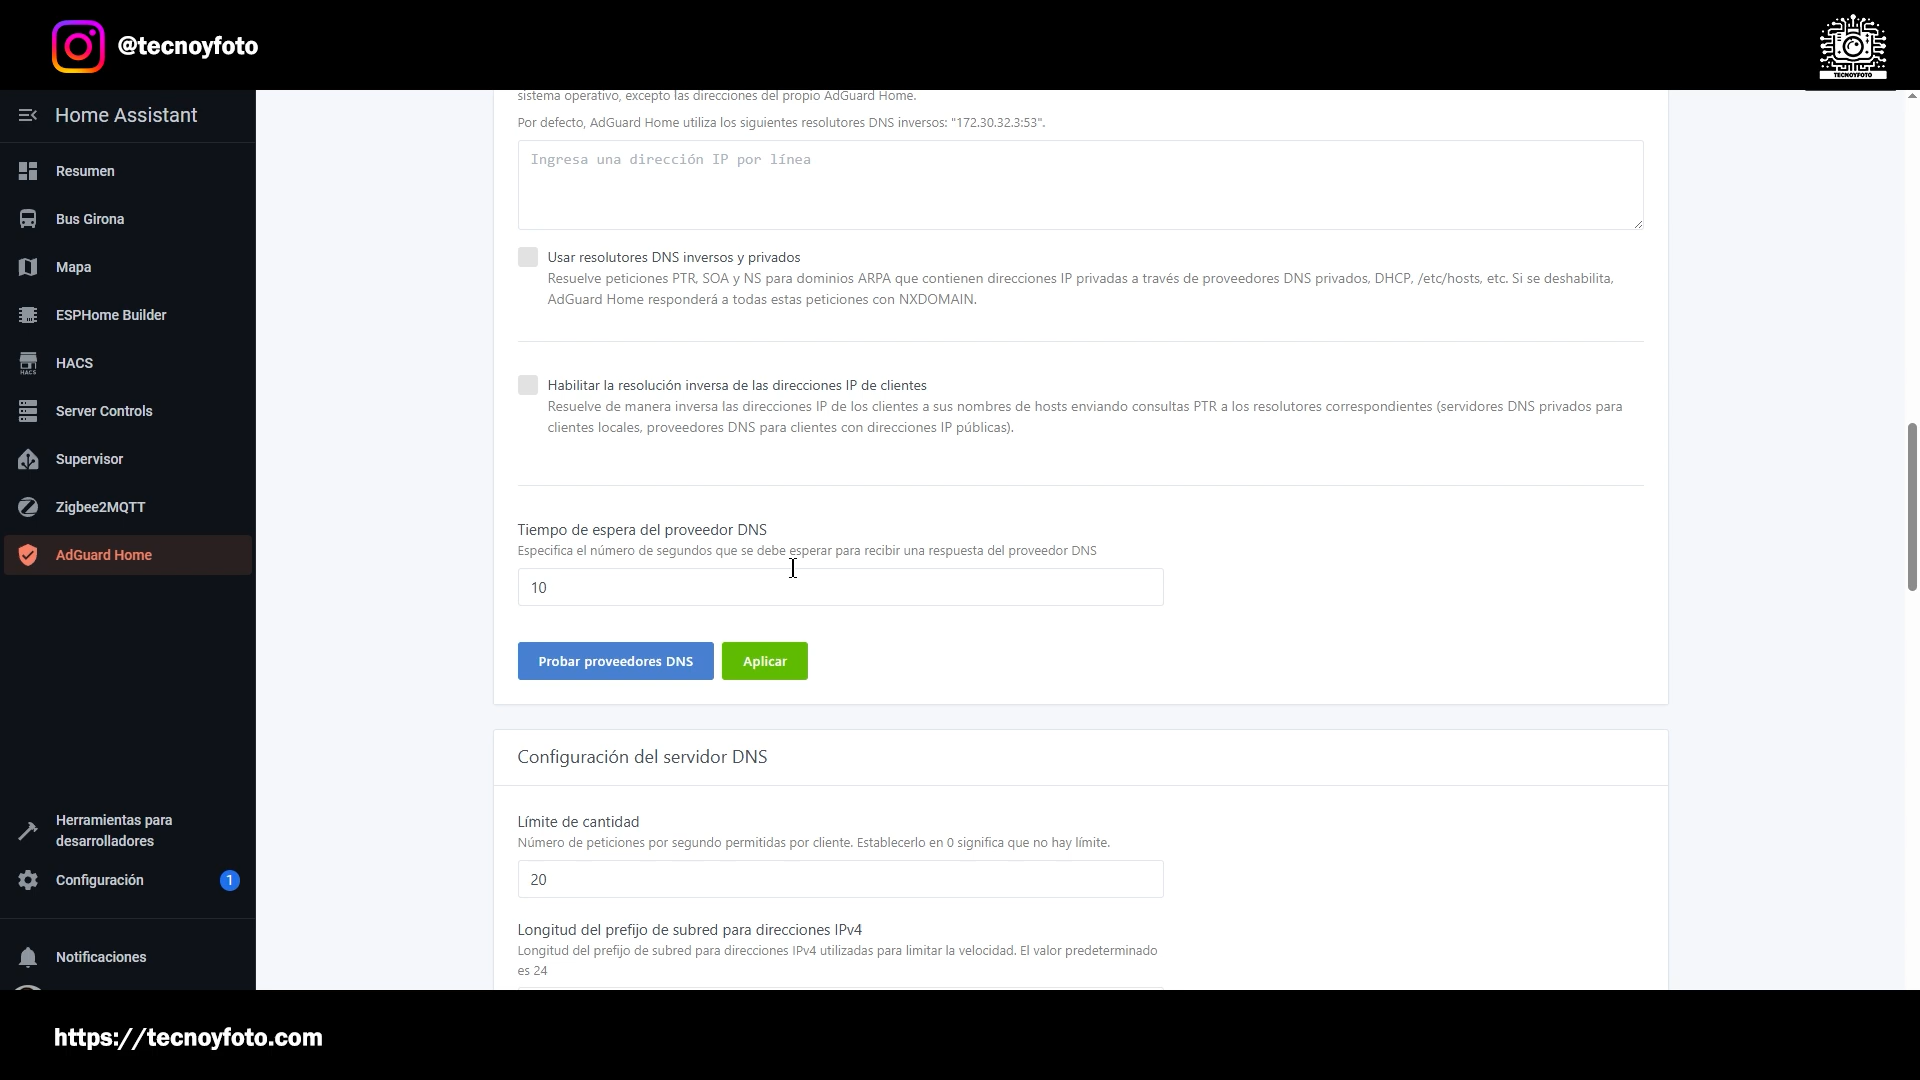 @tecnoyfoto
TECNOYFOTO
Home Assistant
Resumen
Bus Girona
Mapa
ESPHome Builder
HACS
HACS
Server Controls
Supervisor
Zigbee2MQTT
AdGuard Home
Herramientas para
desarrolladores
Configuración
1
Notificaciones
sistema operativo, excepto las direcciones del propio AdGuard Home.
Por defecto, AdGuard Home utiliza los siguientes resolutores DNS inversos: "172.30.32.3:53".
Ingresa una dirección IP por línea
Usar resolutores DNS inversos y privados
Resuelve peticiones PTR, SOA y NS para dominios ARPA que contienen direcciones IP privadas a través de proveedores DNS privados, DHCP, /etc/hosts, etc. Si se deshabilita,
AdGuard Home responderá a todas estas peticiones con NXDOMAIN.
Habilitar la resolución inversa de las direcciones IP de clientes
Resuelve de manera inversa las direcciones IP de los clientes a sus nombres de hosts enviando consultas PTR a los resolutores correspondientes (servidores DNS privados para
clientes locales, proveedores DNS para clientes con direcciones IP públicas).
Tiempo de espera del proveedor DNS
Especifica el número de segundos que se debe esperar para recibir una respuesta del proveedor DNS
10
Probar proveedores DNS
Aplicar
Configuración del servidor DNS
Límite de cantidad
Número de peticiones por segundo permitidas por cliente. Establecerlo en 0 significa que no hay límite.
20
Longitud del prefijo de subred para direcciones IPv4
Longitud del prefijo de subred para direcciones IPv4 utilizadas para limitar la velocidad. El valor predeterminado
es 24
https://tecnoyfoto.com